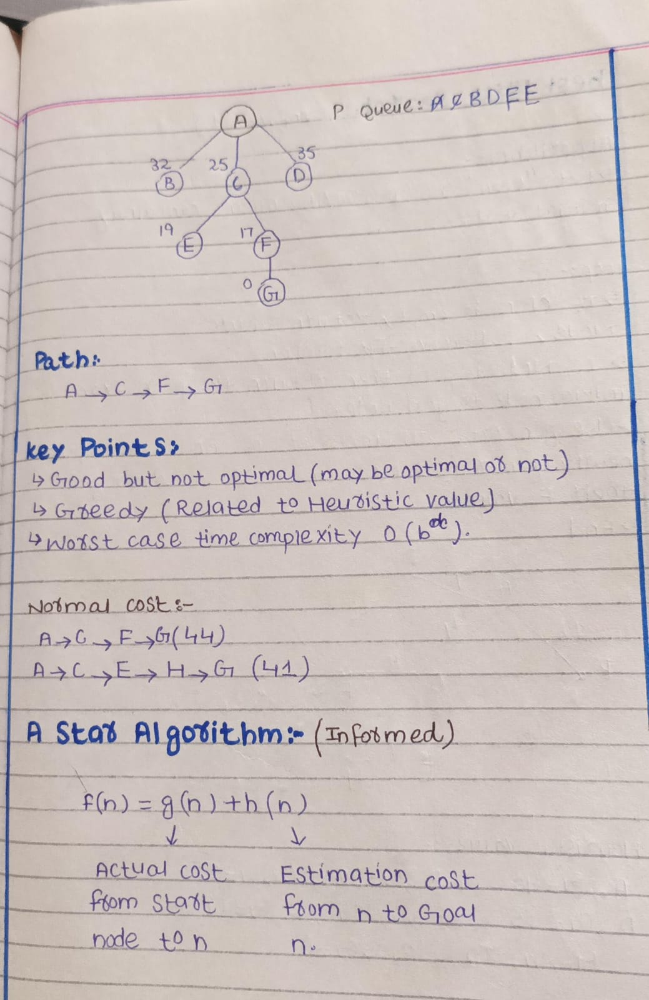 P Queue: A C B D F E
A
32 25 35
B C D
19 17
E F
0
G
Path:-
A → C → F → G
Key Points:
↳ Good but not optimal (may be optimal or not)
↳ Greedy (Related to Heuristic value)
↳ Worst case time complexity O(b
Normal cost :-
A → C → F → G (44)
A → C → E → H → G (41)
A Star Algorithm:- (Informed)
f(n) = g(n) + h(n)
↓ ↓
Actual cost Estimation cost
from start from n to Goal
node to n n.